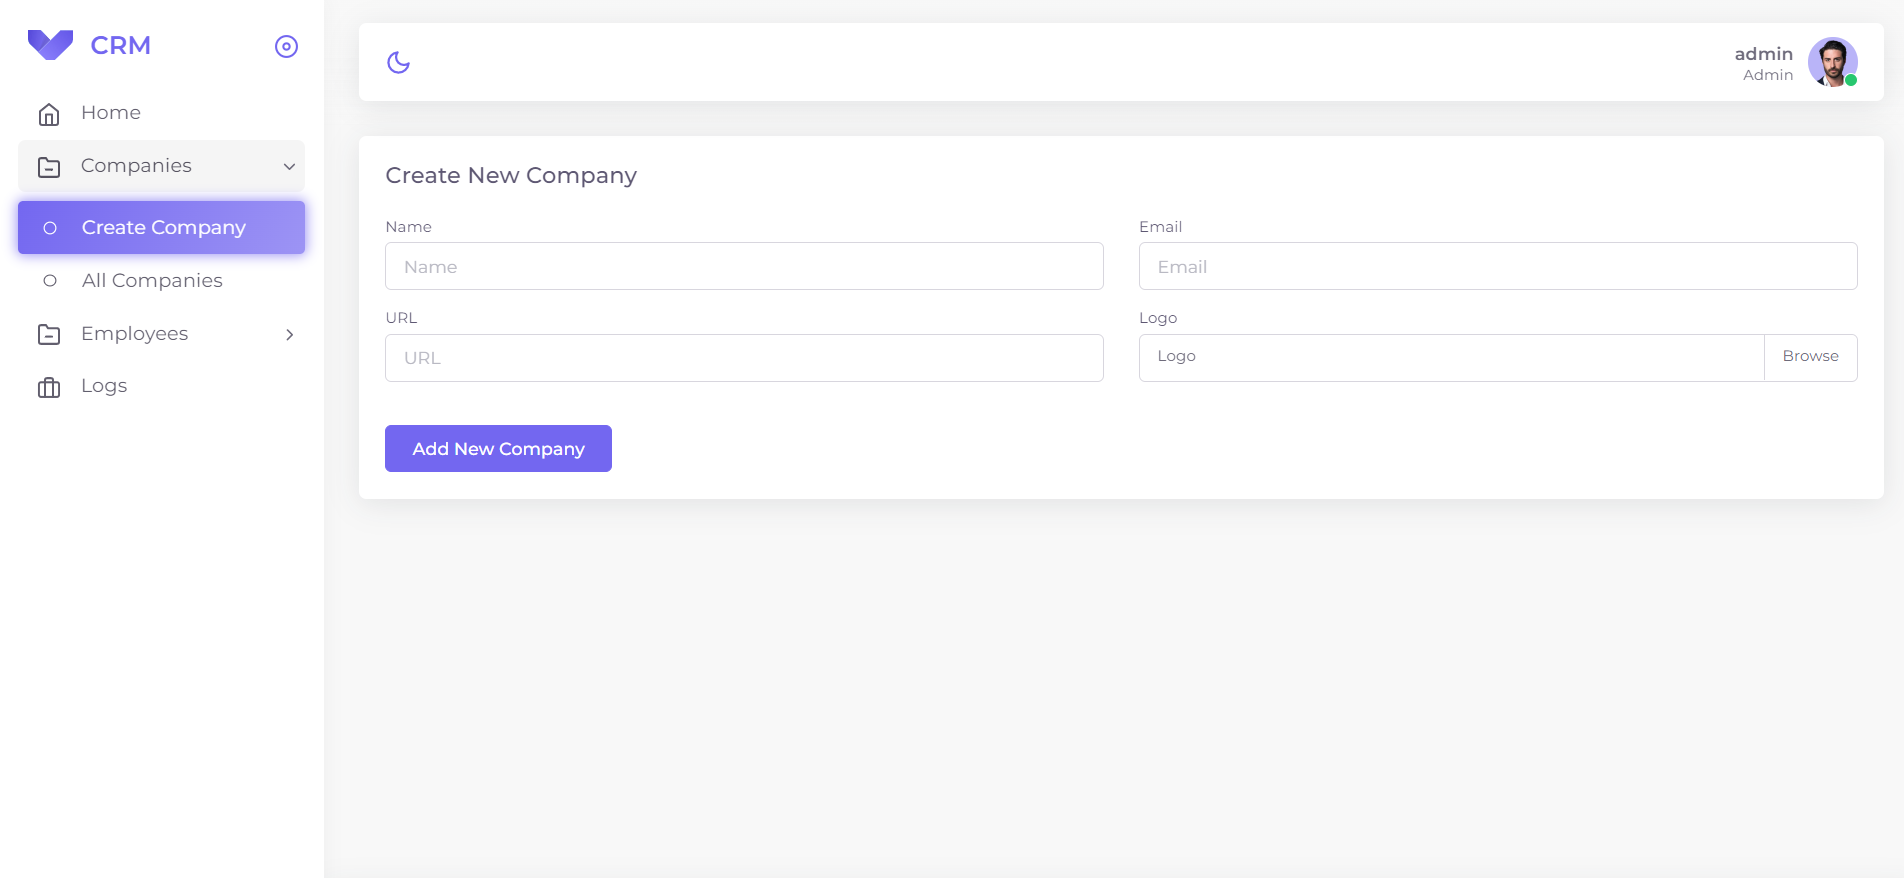 CRM
Home
Companies
Create Company
All Companies
Employees
Logs
admin
Admin
Create New Company
Name
Name
Email
Email
URL
URL
Logo
Logo
Browse
Add New Company